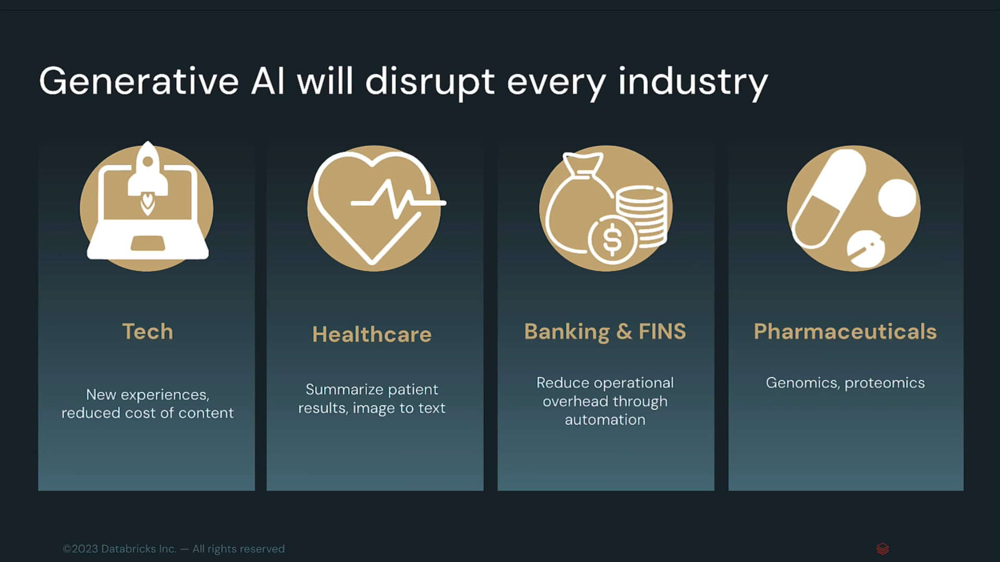 Generative AI will disrupt every industry
Tech
New experiences,
reduced cost of content
Healthcare
Summarize patient
results, image to text
$
Banking & FINS
Reduce operational
overhead through
automation
Pharmaceuticals
Genomics, proteomics
©2023 Databricks Inc. — All rights reserved